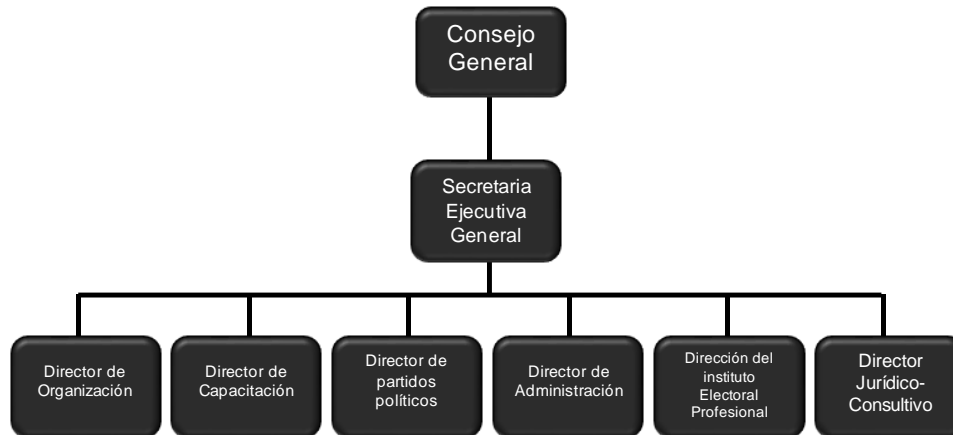 Consejo
General
Secretaria
Ejecutiva
General
Director de
Organización
Director de
Capacitación
Director de
partidos
políticos
Director de
Administración
Dirección del
instituto
Electoral
Profesional
Director
Jurídico-
Consultivo